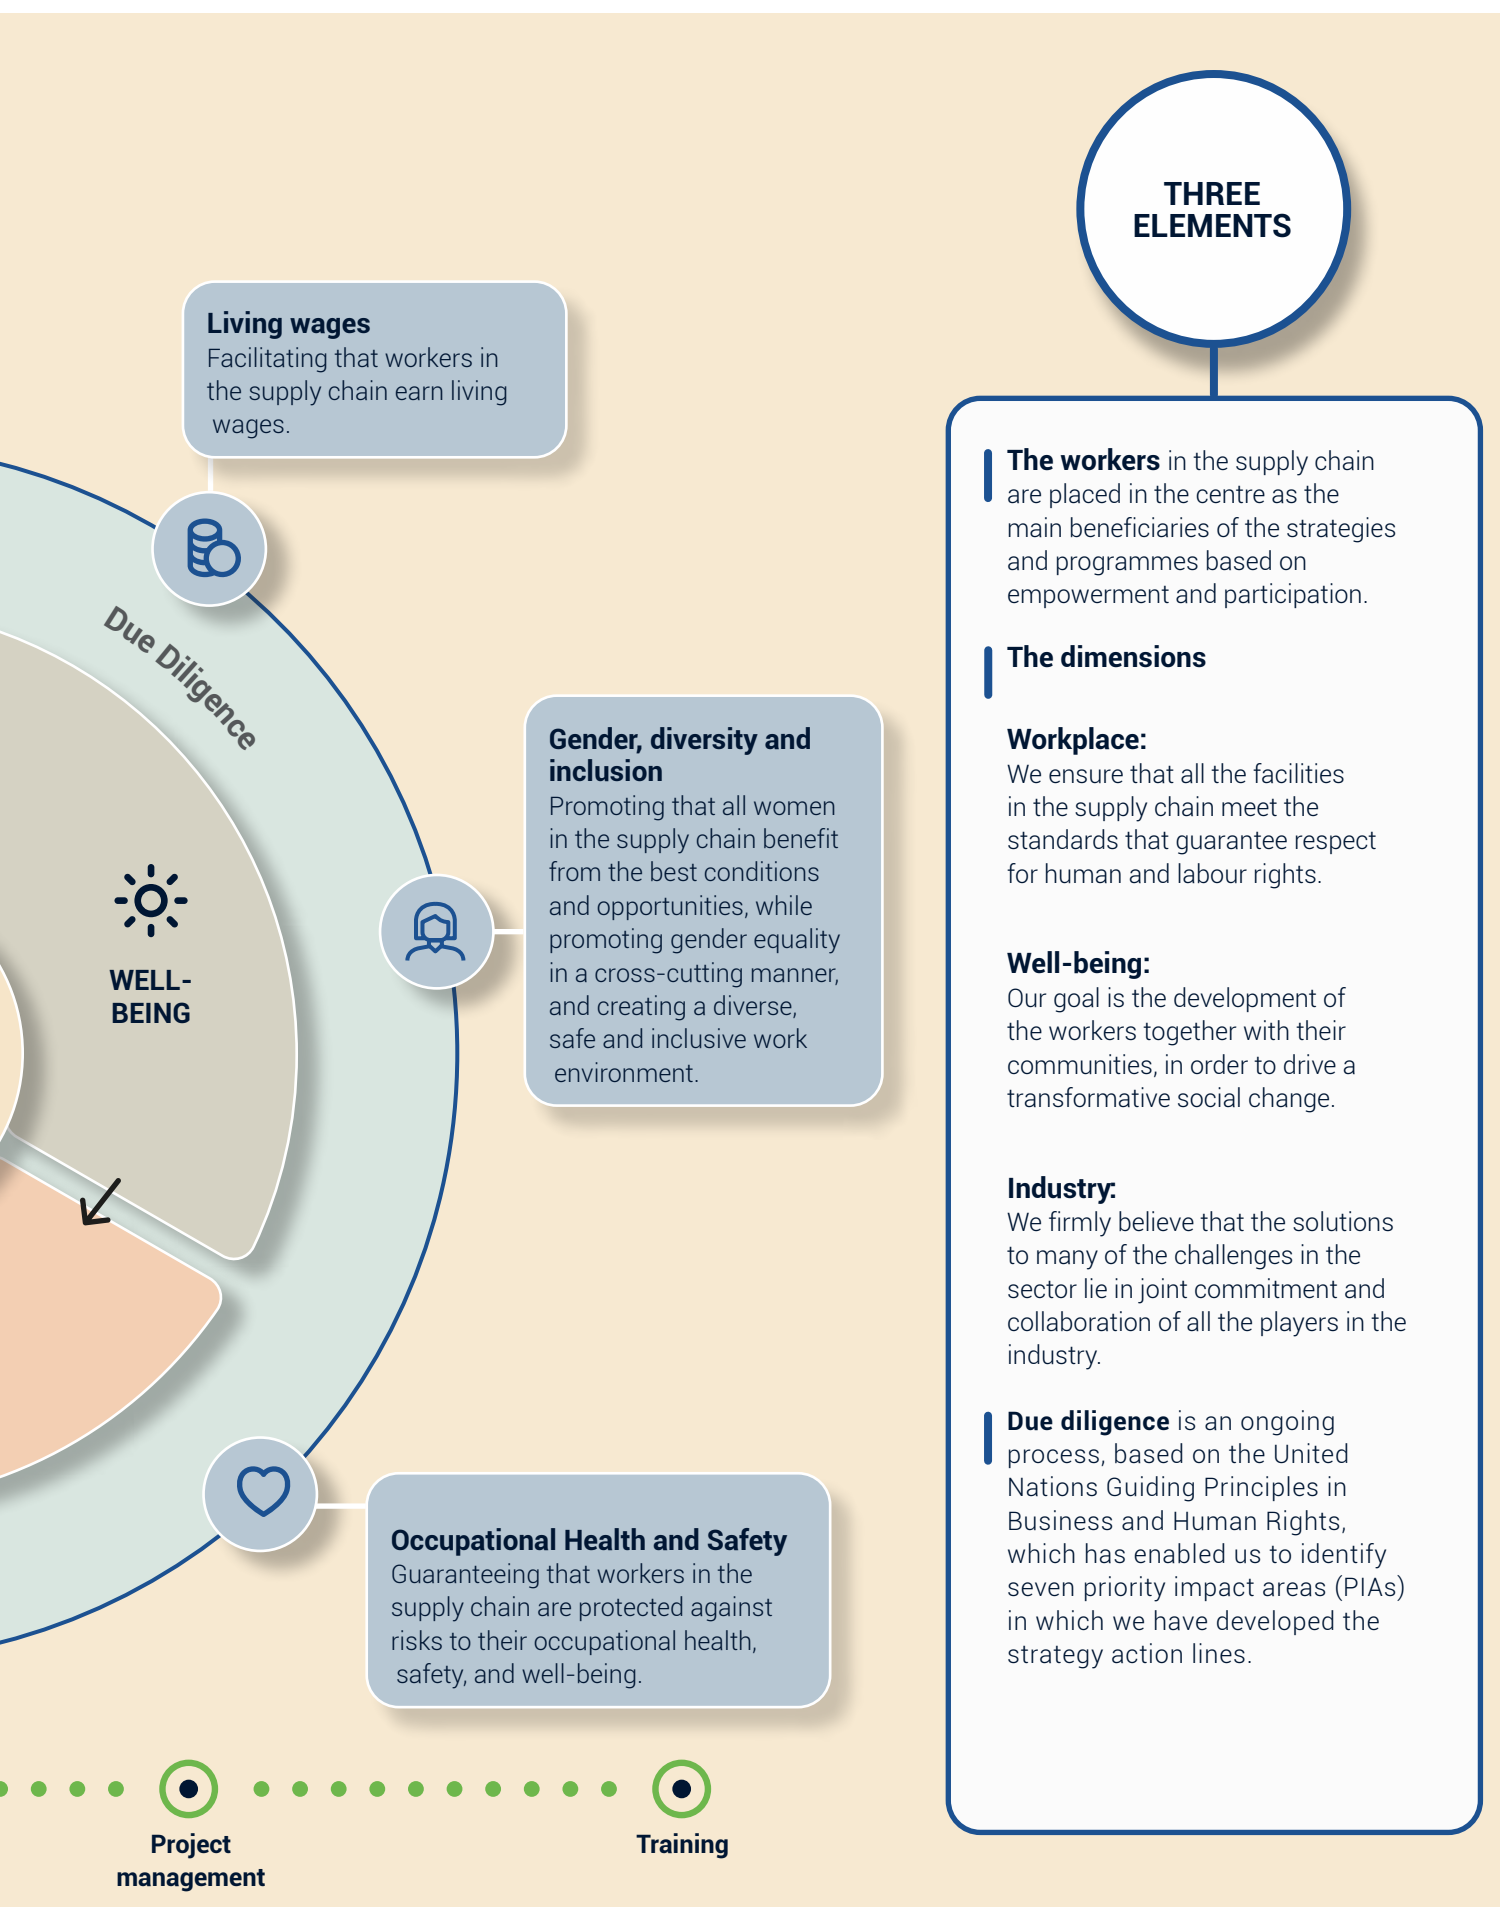 THREE
ELEMENTS
Living wages
Facilitating that workers in
the supply chain earn living
wages.
Due Diligence
WELL-
BEING
Gender, diversity and
inclusion
Promoting that all women
in the supply chain benefit
from the best conditions
and opportunities, while
promoting gender equality
in a cross-cutting manner,
and creating a diverse,
safe and inclusive work
environment.
Occupational Health and Safety
Guaranteeing that workers in the
supply chain are protected against
risks to their occupational health,
safety, and well-being.
Project
management
Training
The workers in the supply chain
are placed in the centre as the
main beneficiaries of the strategies
and programmes based on
empowerment and participation.
The dimensions
Workplace:
We ensure that all the facilities
in the supply chain meet the
standards that guarantee respect
for human and labour rights.
Well-being:
Our goal is the development of
the workers together with their
communities, in order to drive a
transformative social change.
Industry:
We firmly believe that the solutions
to many of the challenges in the
sector lie in joint commitment and
collaboration of all the players in the
industry.
Due diligence is an ongoing
process, based on the United
Nations Guiding Principles in
Business and Human Rights,
which has enabled us to identify
seven priority impact areas (PIAs)
in which we have developed the
strategy action lines.